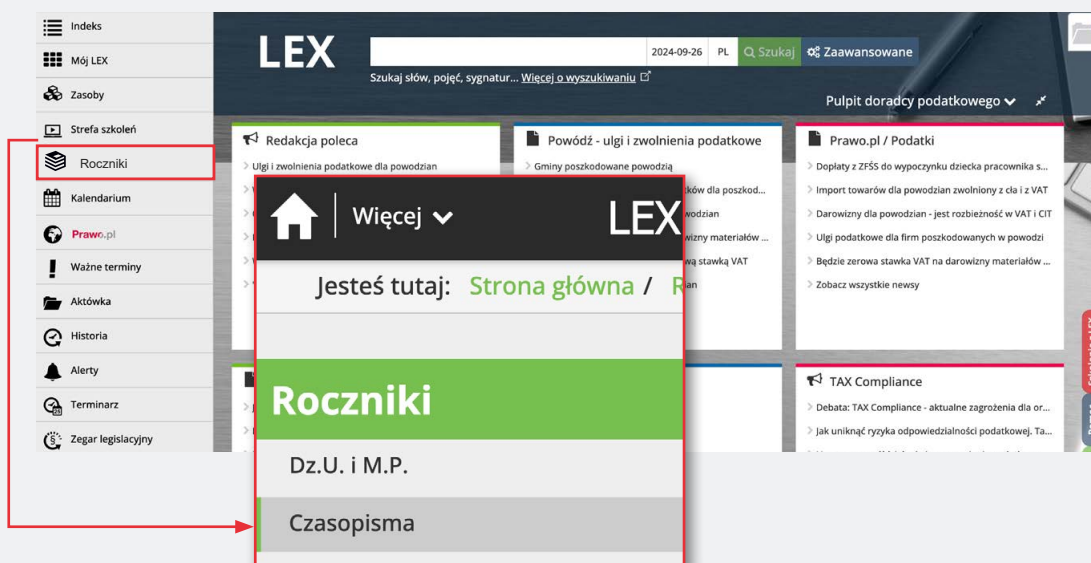 Indeks
Mój LEX
Zasoby
Strefa szkoleń
Roczniki
Kalendarium
Prawo.pl
Ważne terminy
Aktówka
Historia
Alerty
Terminarz
Zegar legislacyjny
LEX
2024-09-26 PL Szukaj Zaawansowane
Szukaj słów, pojęć, sygnatur... Więcej o wyszukiwaniu
Pulpit doradcy podatkowego
Redakcja poleca
Ulgi i zwolnienia podatkowe dla powodzian
Powódź - ulgi i zwolnienia podatkowe
Gminy poszkodowane powodzią
dla poszkod...
materiałów ...
stawką VAT
Prawo.pl / Podatki
Dopłaty z ZFŚS do wypoczynku dziecka pracownika s...
Import towarów dla powodzian zwolniony z cła i z VAT
Darowizny dla powodzian - jest rozbieżność w VAT i CIT
Ulgi podatkowe dla firm poszkodowanych w powodzi
Będzie zerowa stawka VAT na darowizny materiałów ...
Zobacz wszystkie newsy
TAX Compliance
Debata: TAX Compliance - aktualne zagrożenia dla or...
Jak uniknąć ryzyka odpowiedzialności podatkowej. Ta...
Więcej
LEX
Jesteś tutaj: Strona główna /
Roczniki
Dz.U. i M.P.
Czasopisma